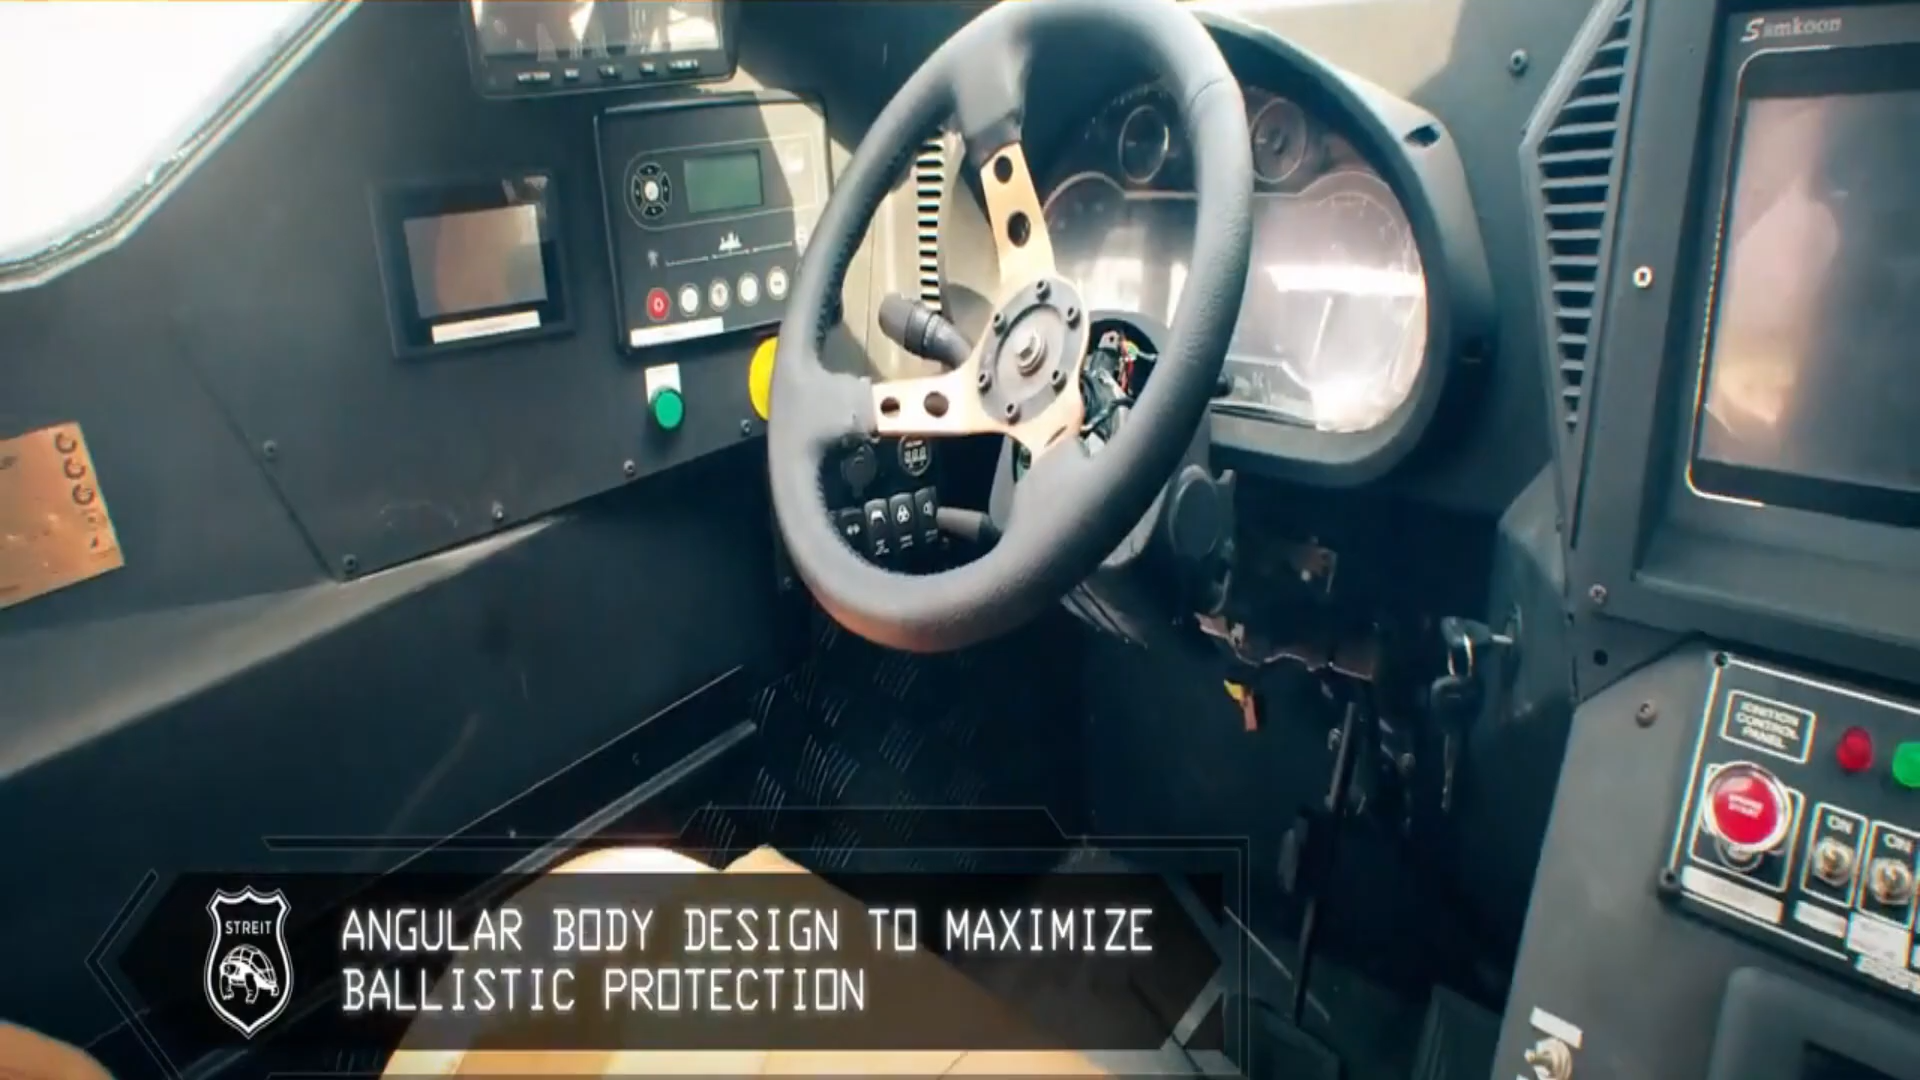 Samkoon
IGNITION
CONTROL
PANEL
ON
ON
STREIT
ANGULAR BODY DESIGN TO MAXIMIZE
BALLISTIC PROTECTION